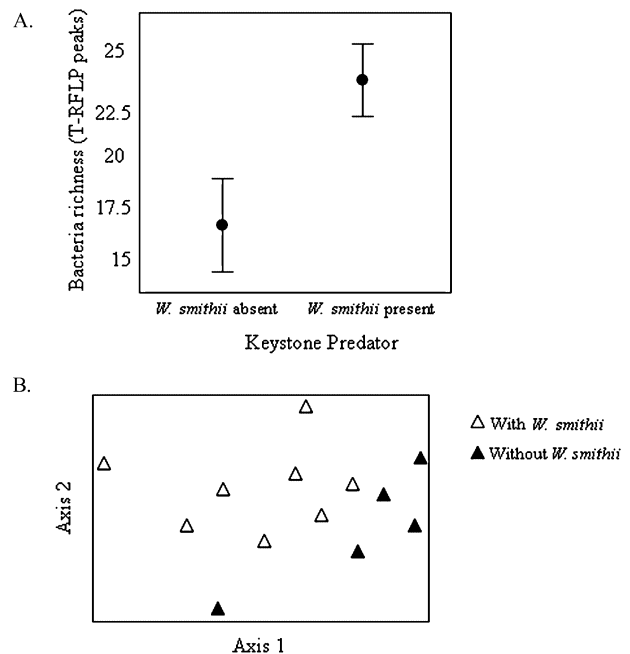 A.
Bacteria richness (T-RFLP peaks)
25
22.5
20
17.5
15
W. smithii absent
W. smithii present
Keystone Predator
B.
With W. smithii
Without W. smithii
Axis 2
Axis 1